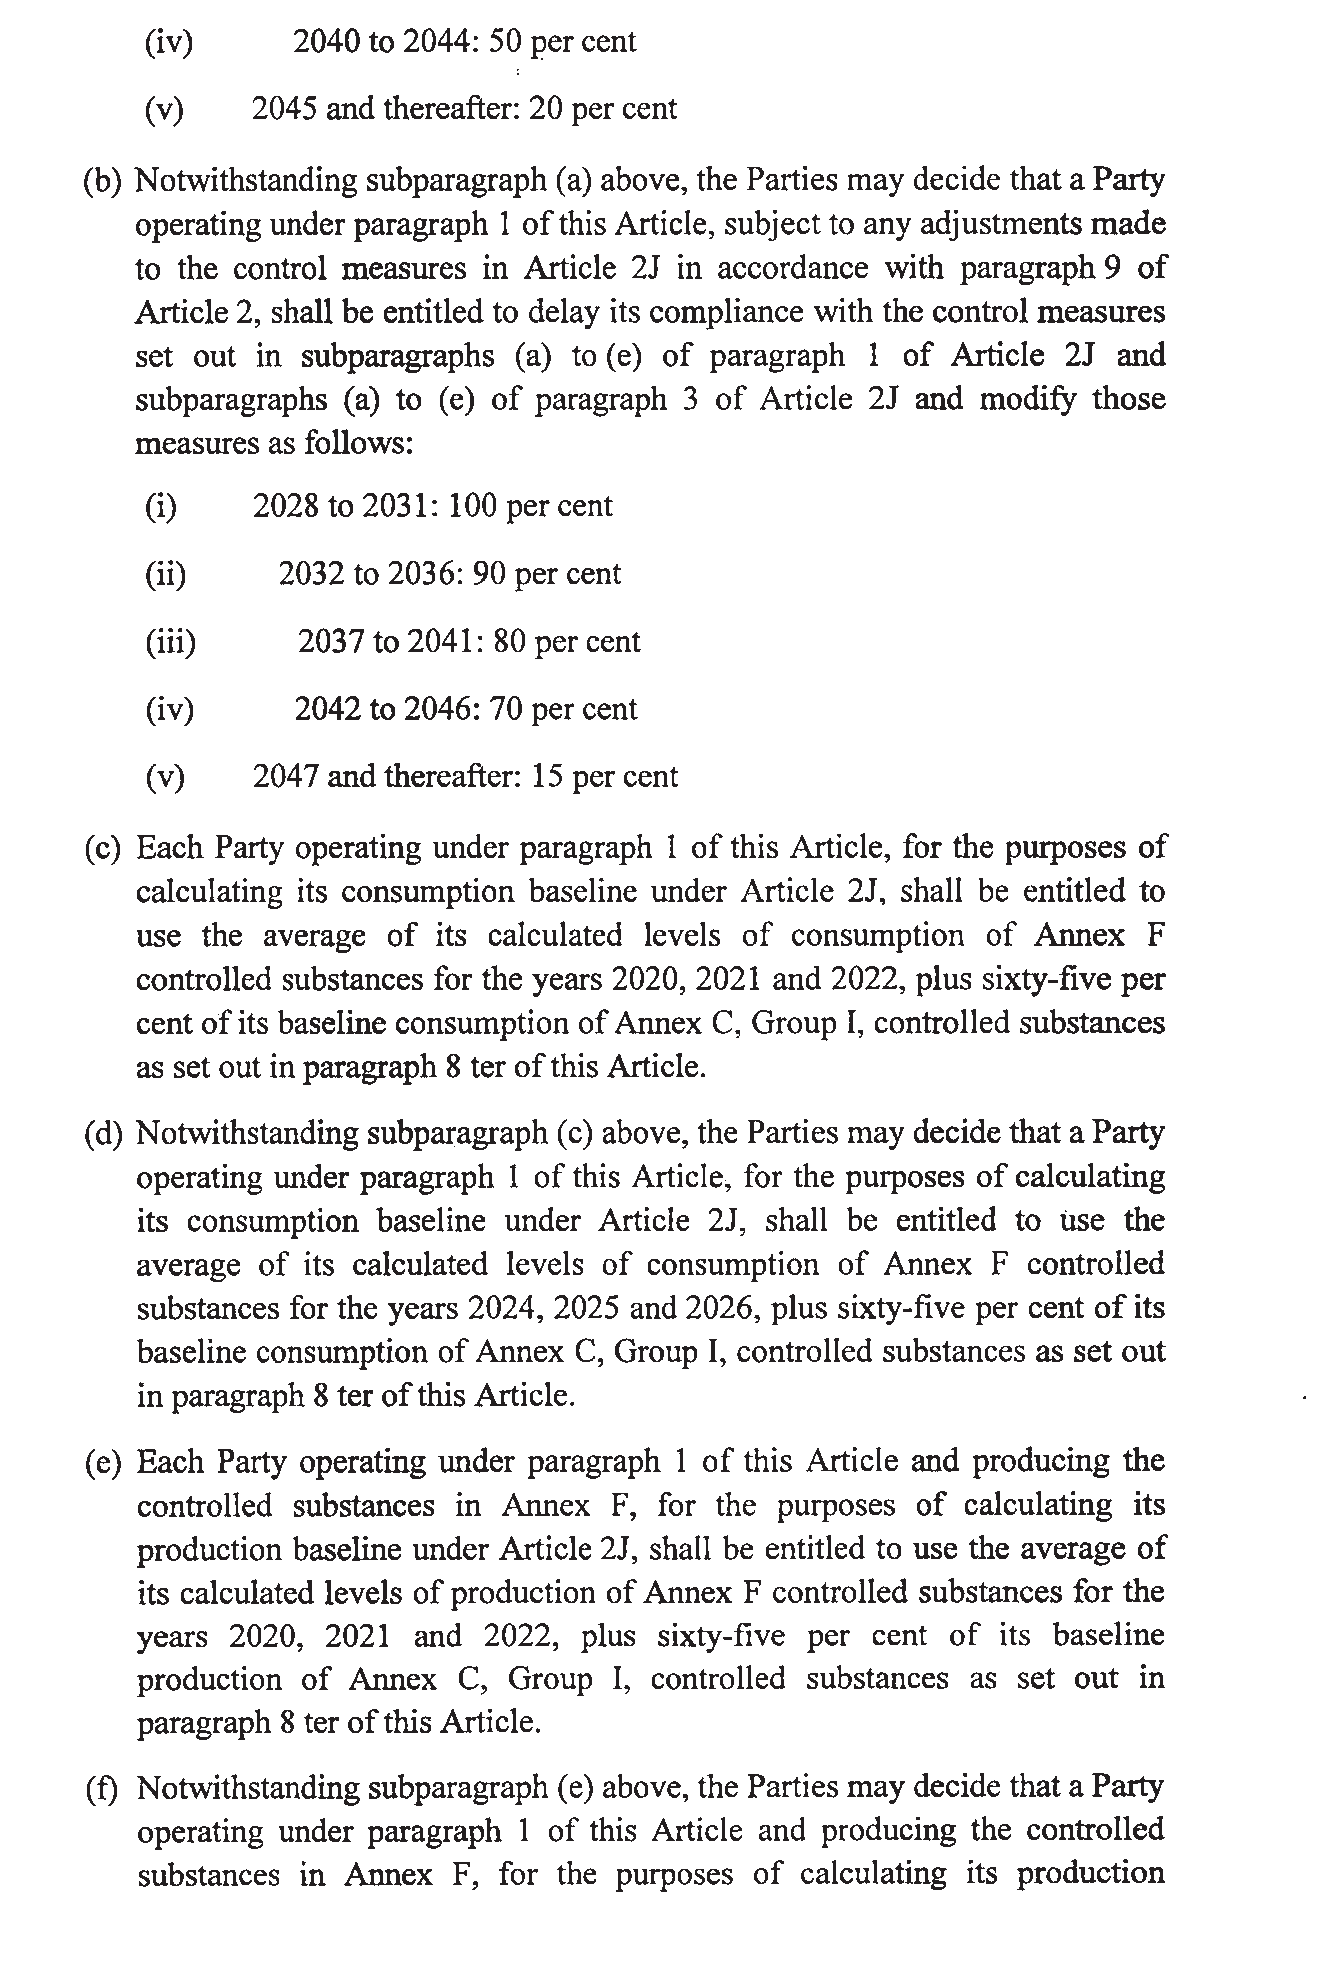 (iv) 2040 to 2044: 50 per cent
(v) 2045 and thereafter: 20 per cent
(b) Notwithstanding subparagraph (a) above, the Parties may decide that a Party
operating under paragraph 1 of this Article, subject to any adjustments made
to the control measures in Article 2J in accordance with paragraph 9 of
Article 2, shall be entitled to delay its compliance with the control measures
set out in subparagraphs (a) to (e) of paragraph 1 of Article 2J and
subparagraphs (a) to (e) of paragraph 3 of Article 2J and modify those
measures as follows:
(i) 2028 to 2031: 100 per cent
(ii) 2032 to 2036: 90 per cent
(iii) 2037 to 2041: 80 per cent
(iv) 2042 to 2046: 70 per cent
(v) 2047 and thereafter: 15 per cent
(c) Each Party operating under paragraph 1 of this Article, for the purposes of
calculating its consumption baseline under Article 2J, shall be entitled to
use the average of its calculated levels of consumption of Annex F
controlled substances for the years 2020, 2021 and 2022, plus sixty-five per
cent of its baseline consumption of Annex C, Group I, controlled substances
as set out in paragraph 8 ter of this Article.
(d) Notwithstanding subparagraph (c) above, the Parties may decide that a Party
operating under paragraph 1 of this Article, for the purposes of calculating
its consumption baseline under Article 2J, shall be entitled to use the
average of its calculated levels of consumption of Annex F controlled
substances for the years 2024, 2025 and 2026, plus sixty-five per cent of its
baseline consumption of Annex C, Group I, controlled substances as set out
in paragraph 8 ter of this Article.
(e) Each Party operating under paragraph 1 of this Article and producing the
controlled substances in Annex F, for the purposes of calculating its
production baseline under Article 2J, shall be entitled to use the average of
its calculated levels of production of Annex F controlled substances for the
years 2020, 2021 and 2022, plus sixty-five per cent of its baseline
production of Annex C, Group I, controlled substances as set out in
paragraph 8 ter of this Article.
(f) Notwithstanding subparagraph (e) above, the Parties may decide that a Party
operating under paragraph 1 of this Article and producing the controlled
substances in Annex F, for the purposes of calculating its production